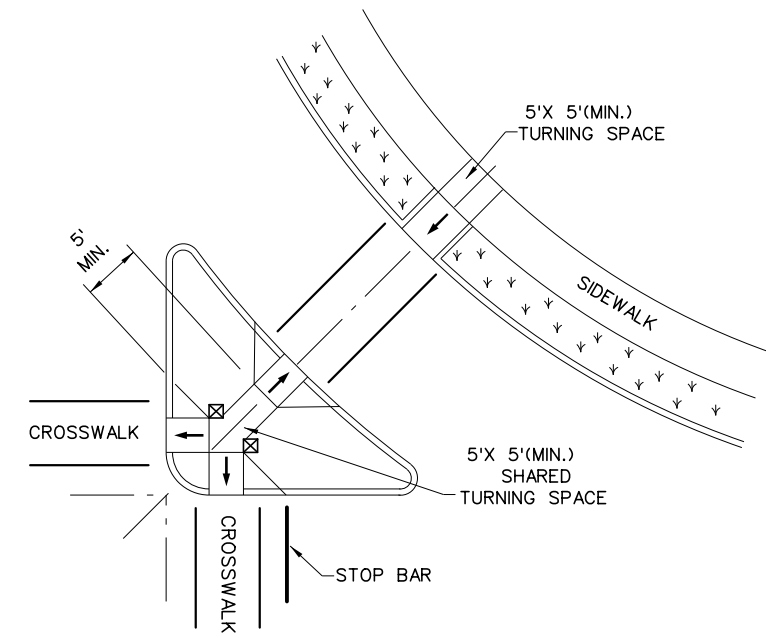 5'X 5'(MIN.)
TURNING SPACE
5'
MIN.
SIDEWALK
CROSSWALK
5'X 5'(MIN.)
SHARED
TURNING SPACE
CROSSWALK
STOP BAR